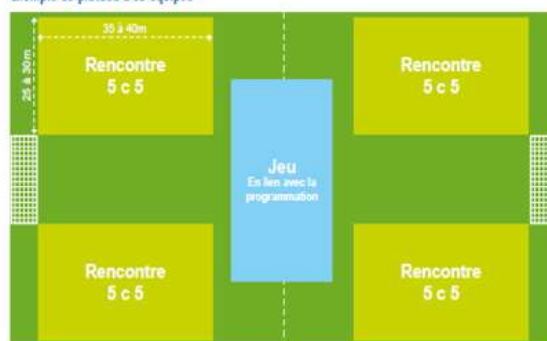 35 à 40m
25 à 30m
Rencontre
5 c 5
Rencontre
5 c 5
Jeu
En lien avec la
programmation
Rencontre
5 c 5
Rencontre
5 c 5